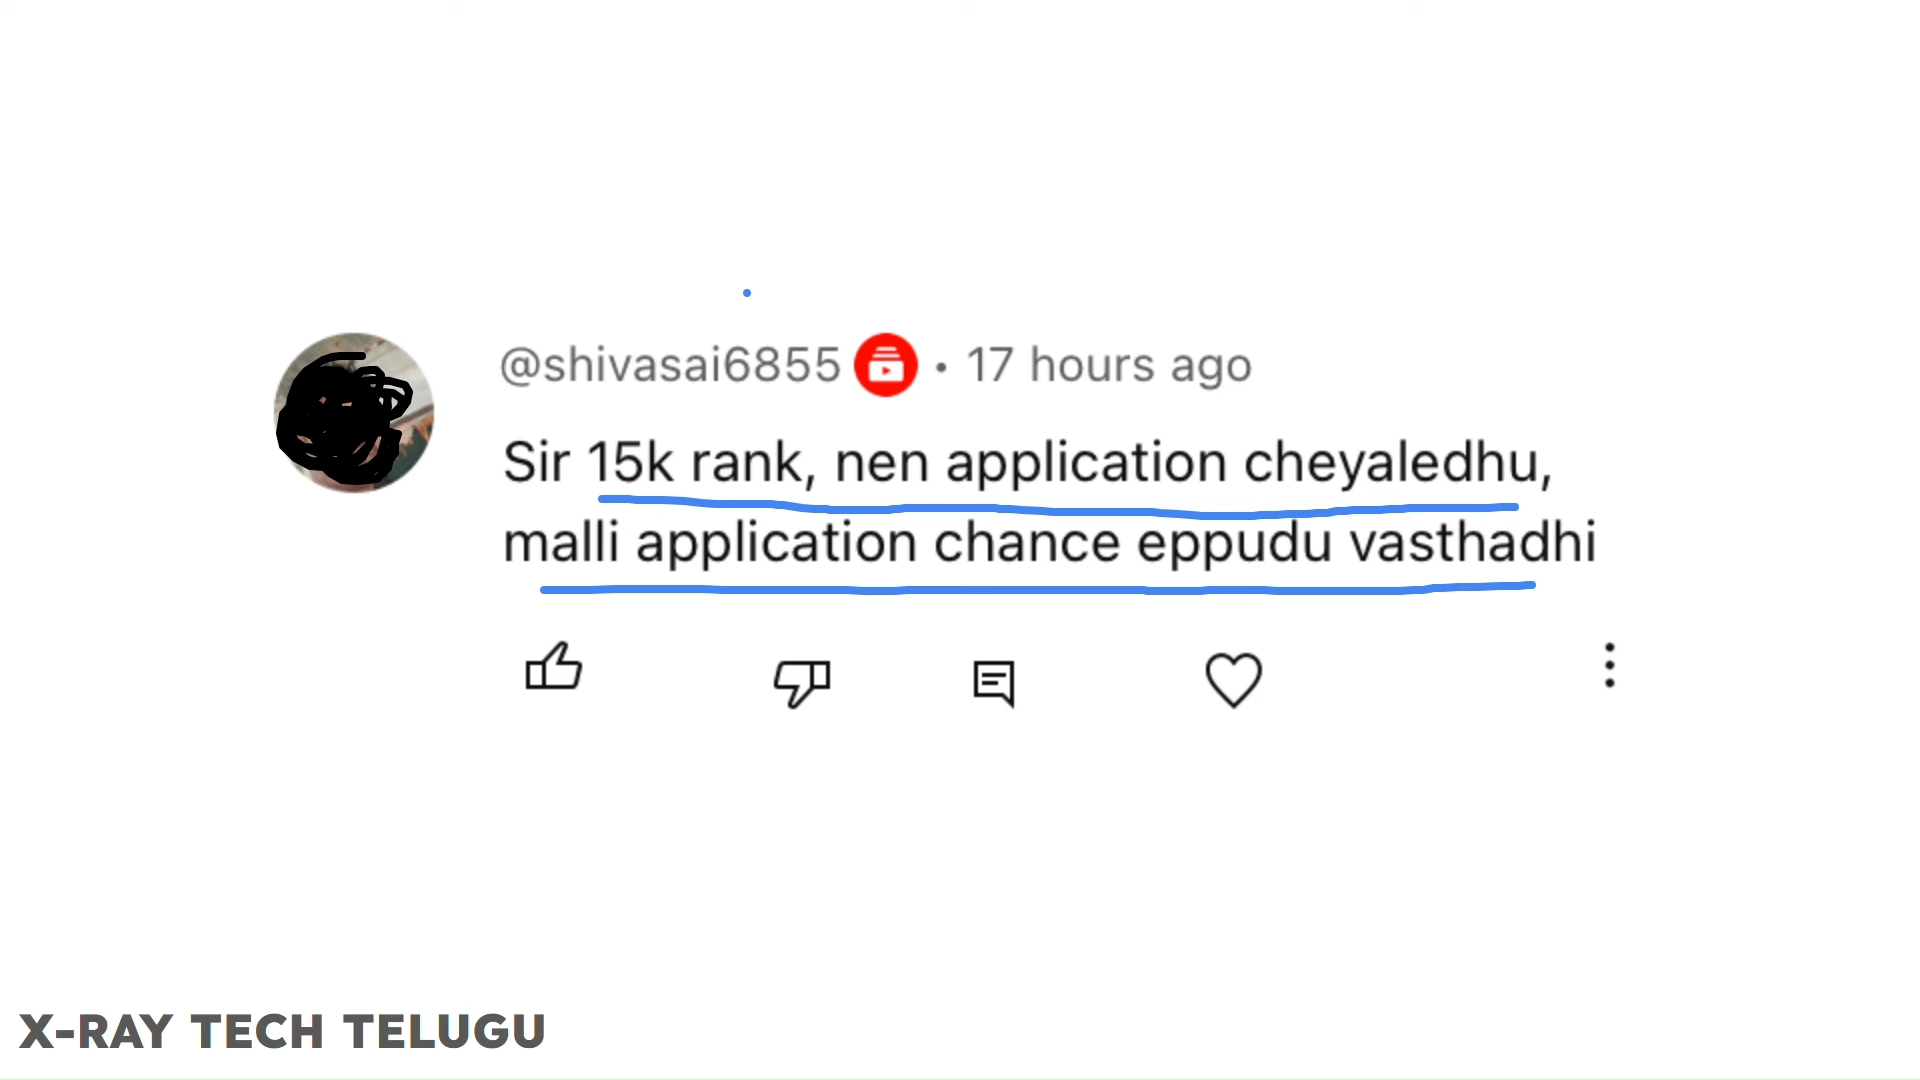 @shivasai6855 • 17 hours ago
Sir 15k rank, nen application cheyaledhu,
malli application chance eppudu vasthadhi
X-RAY TECH TELUGU